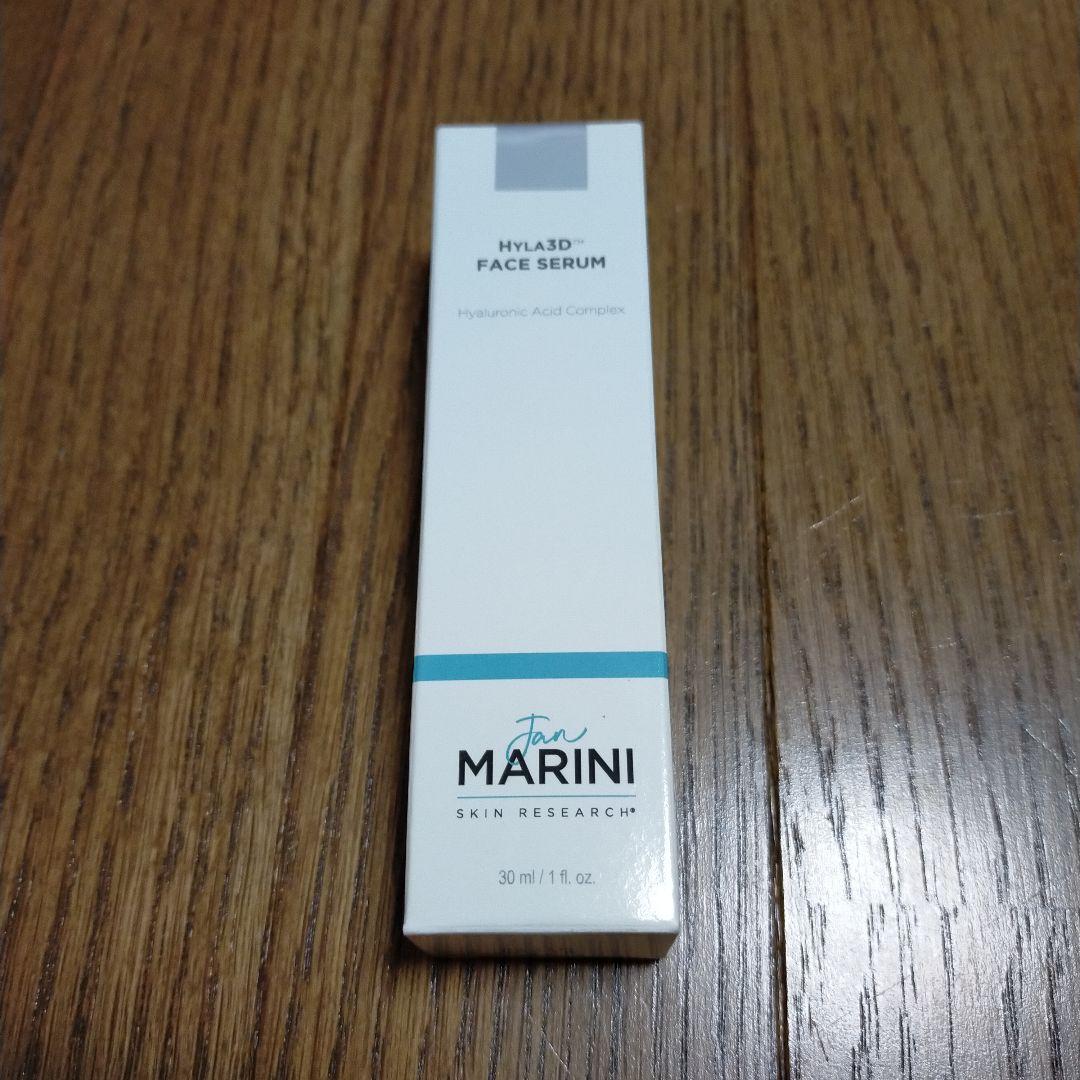 HYLA3D™
FACE SERUM
Hyaluronic Acid Complex
Jan
MARINI
SKIN RESEARCH®
30 ml / 1 fl. oz.